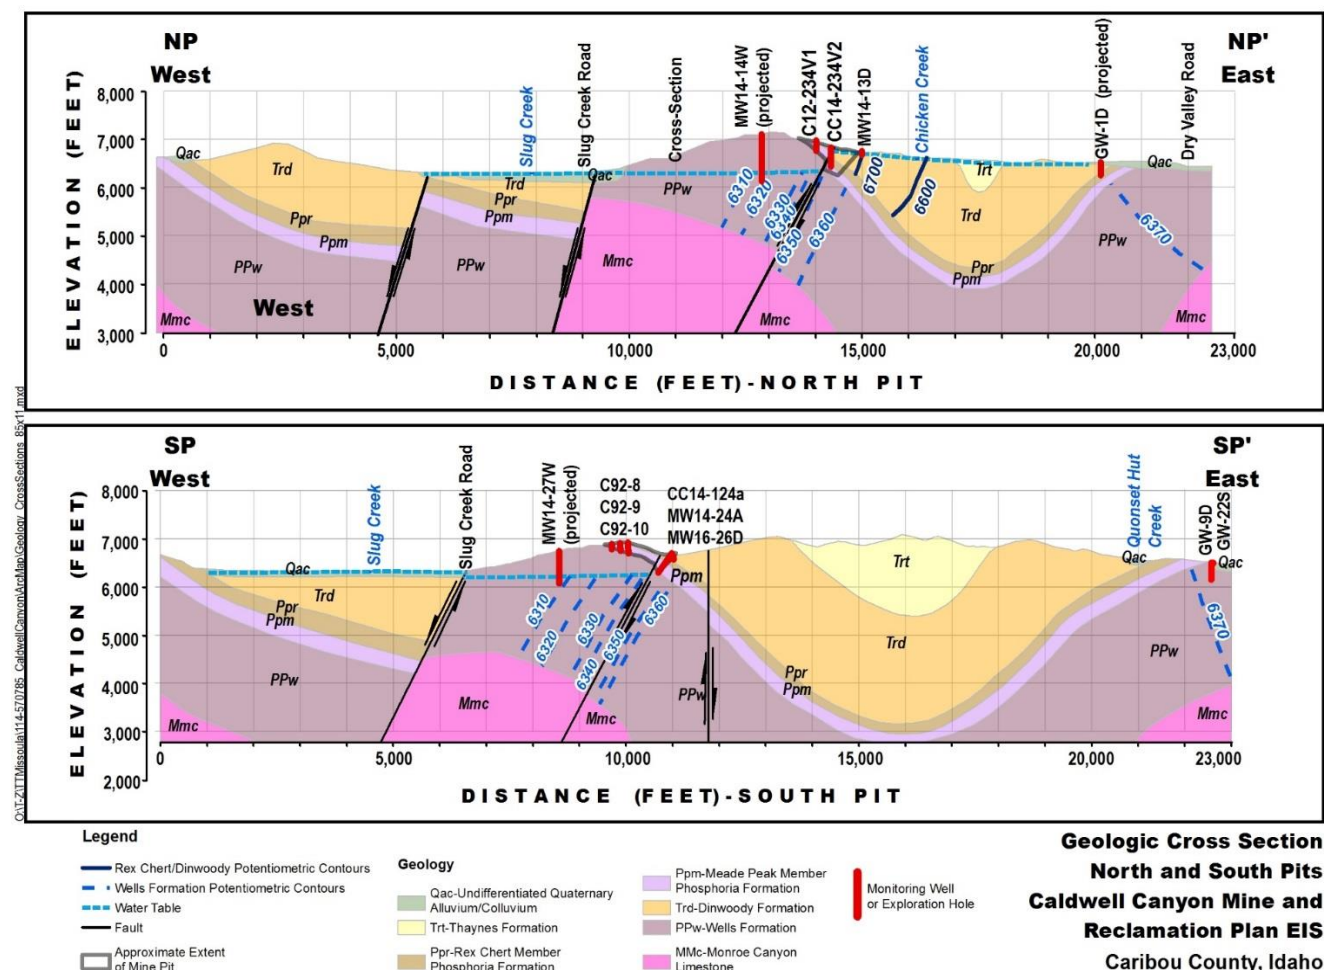 NP
West
NP'
East
ELEVATION (FEET)
8,000
7,000
6,000
5,000
4,000
3,000
Slug Creek
Slug Creek Road
Cross-Section
MW14-14W
(projected)
C12-234V1
CC14-234V2
MW14-13D
Chicken Creek
GW-1D (projected)
Dry Valley Road
Qac
Trd
Ppr
Ppm
PPw
West
Mmc
Trd
Ppr
Ppm
PPw
Qac
Mmc
PPw
6310
6320
6330
6340
6350
6360
6700
6600
Mmc
Trt
Trd
Ppr
Ppm
PPw
6370
Qac
Mmc
0
5,000
10,000
15,000
20,000
23,000
DISTANCE (FEET)-NORTH PIT
O:\T-Z\TTMissoula\114-570785_CaldwellCanyon\ArcMap\Geology_CrossSections_85x11.mxd
SP
West
SP'
East
ELEVATION (FEET)
8,000
7,000
6,000
5,000
4,000
3,000
2,000
Slug Creek
Slug Creek Road
MW14-27W
(projected)
C92-8
C92-9
C92-10
CC14-124a
MW14-24A
MW16-26D
Quonset Hut
Creek
GW-9D
GW-22S
Qac
Trd
Ppr
Ppm
PPw
Mmc
Mmc
6310
6320
6330
6340
6350
6360
Mmc
Ppm
PPw
Trt
Trd
Ppr
Ppm
Qac
PPw
6370
Qac
Mmc
0
5,000
10,000
15,000
20,000
23,000
DISTANCE (FEET)-SOUTH PIT
Legend
Rex Chert/Dinwoody Potentiometric Contours
Wells Formation Potentiometric Contours
Water Table
Fault
Approximate Extent
of Mine Pit
Geology
Qac-Undifferentiated Quaternary
Alluvium/Colluvium
Trt-Thaynes Formation
Ppr-Rex Chert Member
Phosphoria Formation
Ppm-Meade Peak Member
Phosphoria Formation
Trd-Dinwoody Formation
PPw-Wells Formation
MMc-Monroe Canyon
Limestone
Monitoring Well
or Exploration Hole
Geologic Cross Section
North and South Pits
Caldwell Canyon Mine and
Reclamation Plan EIS
Caribou County, Idaho